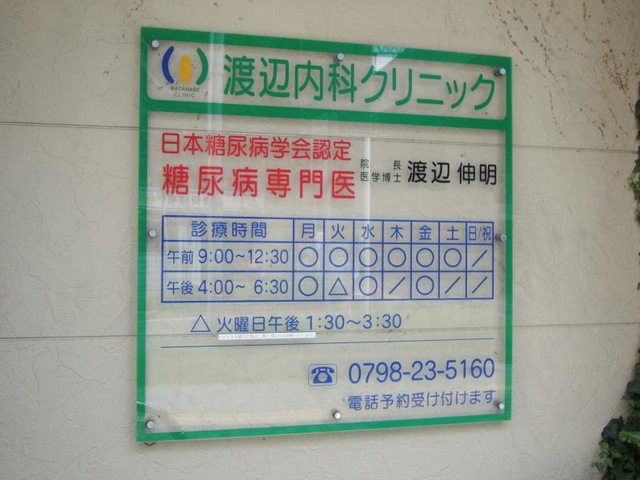 WATANABE
CLINIC
渡辺内科クリニック
日本糖尿病学会認定
糖尿病専門医
院長
医学博士 渡辺 伸明
診療時間 月 火 水 木 金 土 日/祝
午前 9:00~12:30 ○ ○ ○ ○ ○ ○ /
午後 4:00~ 6:30 ○ △ ○ / ○ / /
△ 火曜日午後 1:30~3:30
☎ 0798-23-5160
電話予約受け付けます